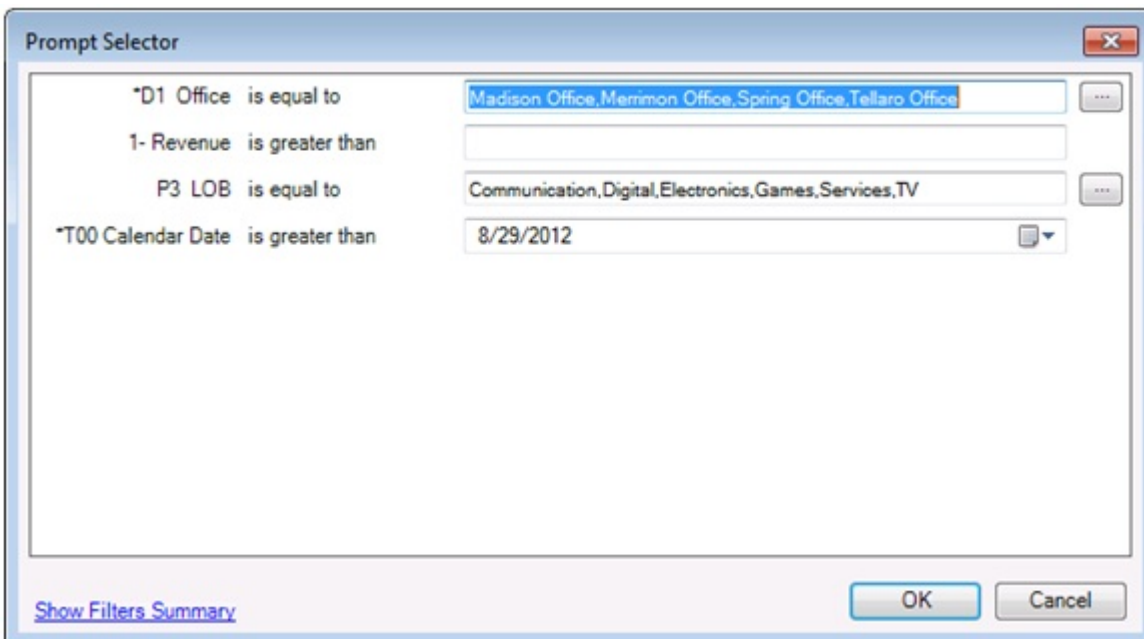 Prompt Selector
*D1 Office is equal to Madison Office,Merrimon Office,Spring Office,Tellaro Office ...
1- Revenue is greater than
P3 LOB is equal to Communication,Digital,Electronics,Games,Services,TV ...
*T00 Calendar Date is greater than 8/29/2012
Show Filters Summary OK Cancel